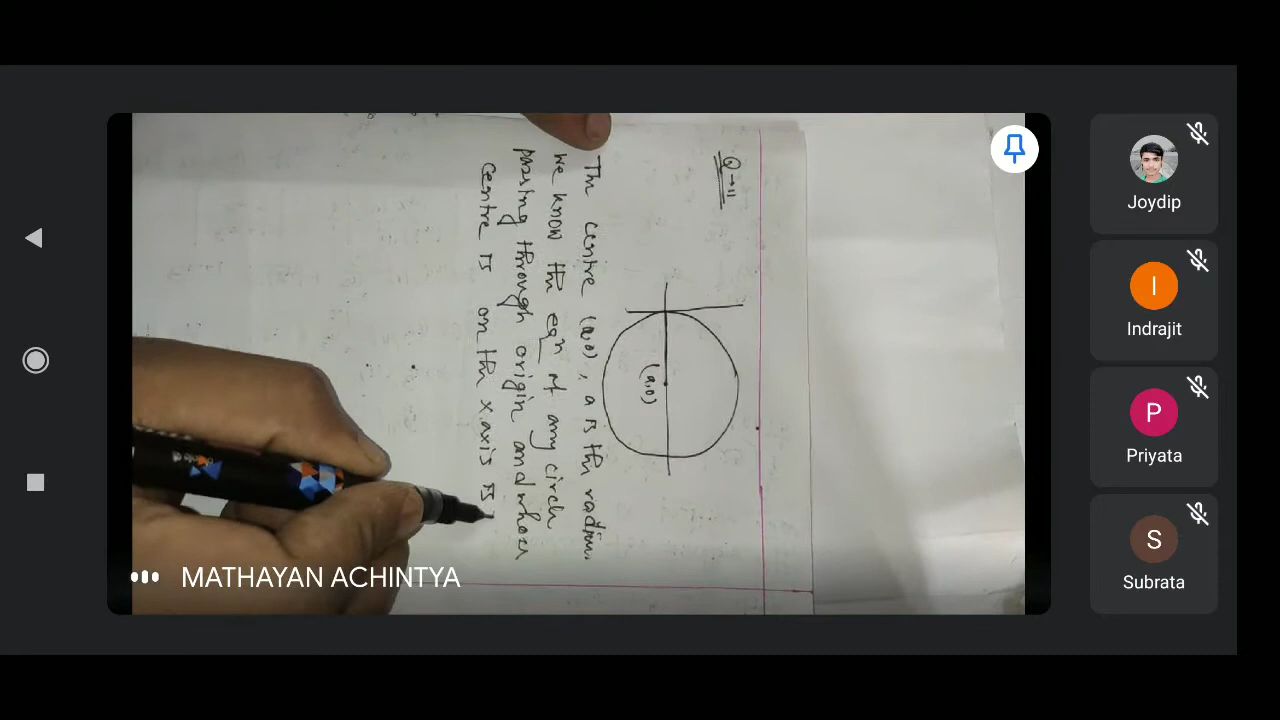 Q→11
(a,0)
The centre (a,0), a is the radius.
we know the eqn of any circle
passing through origin and whose
centre is on the x axis is
MATHAYAN ACHINTYA
Joydip
I
Indrajit
P
Priyata
S
Subrata